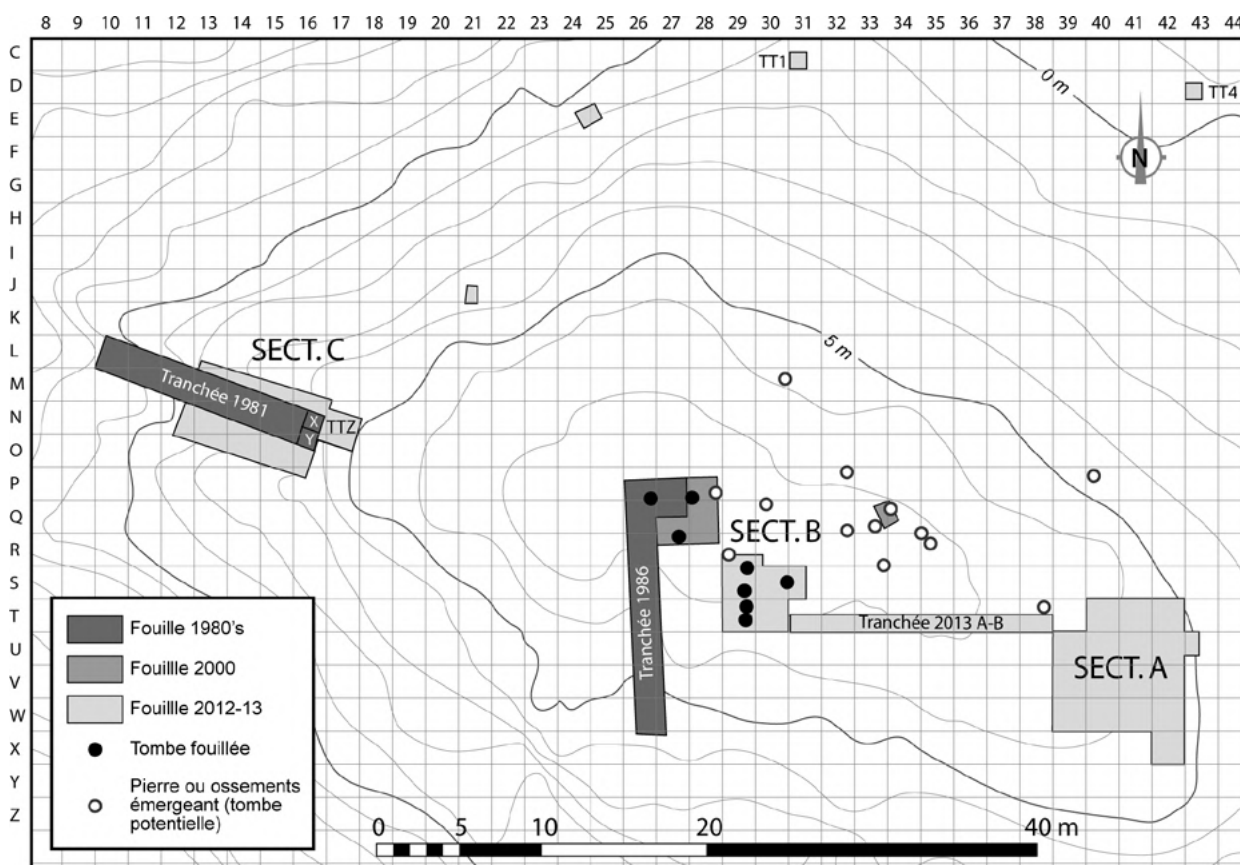 8 9 10 11 12 13 14 15 16 17 18 19 20 21 22 23 24 25 26 27 28 29 30 31 32 33 34 35 36 37 38 39 40 41 42 43 44
C
D
E
F
G
H
I
J
K
L
M
N
O
P
Q
R
S
T
U
V
W
X
Y
Z
TT1
0 m
TT4
N
5 m
SECT. C
Tranchée 1981
X
Y
TTZ
SECT. B
Tranchée 1986
Tranchée 2013 A-B
SECT. A
Fouille 1980's
Fouillle 2000
Fouillle 2012-13
Tombe fouillée
Pierre ou ossements
émergeant (tombe
potentielle)
0 5 10 20 40 m